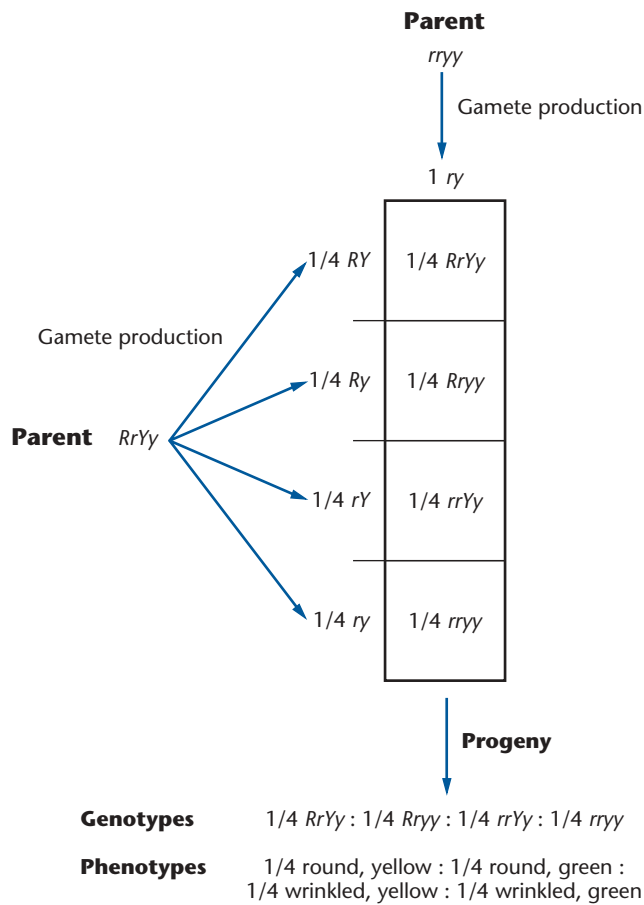 Parent
rryy
Gamete production
1 ry
1/4 RY 1/4 RrYy
Gamete production
1/4 Ry 1/4 Rryy
Parent RrYy
1/4 rY 1/4 rrYy
1/4 ry 1/4 rryy
Progeny
Genotypes 1/4 RrYy : 1/4 Rryy : 1/4 rrYy : 1/4 rryy
Phenotypes 1/4 round, yellow : 1/4 round, green :
1/4 wrinkled, yellow : 1/4 wrinkled, green